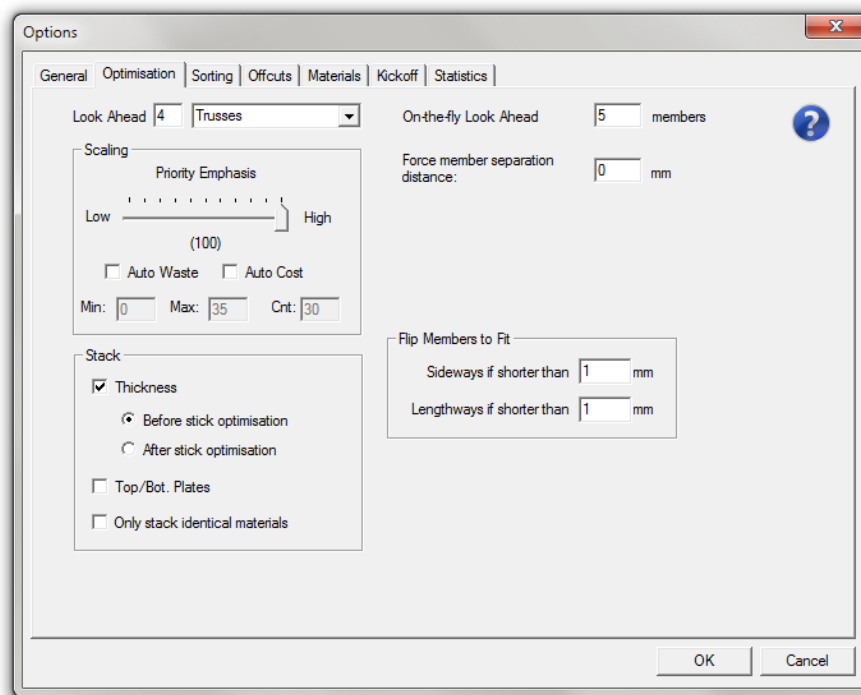 Options
General Optimisation Sorting Offcuts Materials Kickoff Statistics
Look Ahead 4 Trusses
On-the-fly Look Ahead 5 members
Force member separation
distance: 0 mm
Scaling
Priority Emphasis
Low High
(100)
Auto Waste Auto Cost
Min: 0 Max: 35 Cnt: 30
Flip Members to Fit
Sideways if shorter than 1 mm
Lengthways if shorter than 1 mm
Stack
Thickness
Before stick optimisation
After stick optimisation
Top/Bot. Plates
Only stack identical materials
OK Cancel